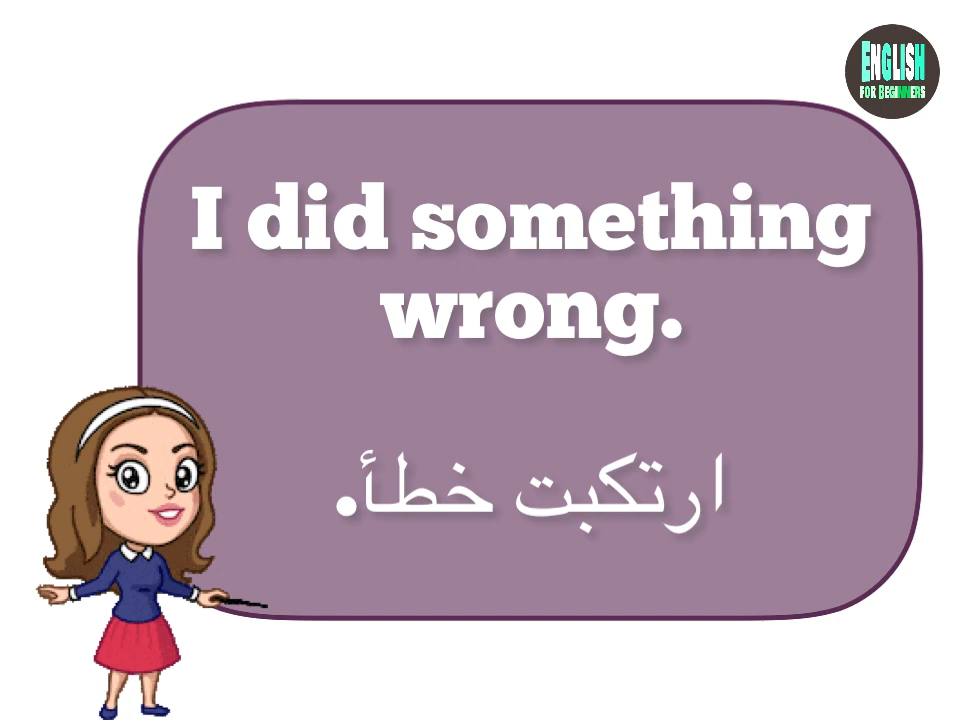 ENGLISH
FOR BEGINNERS
I did something
wrong.
ارتكبت خطأ.